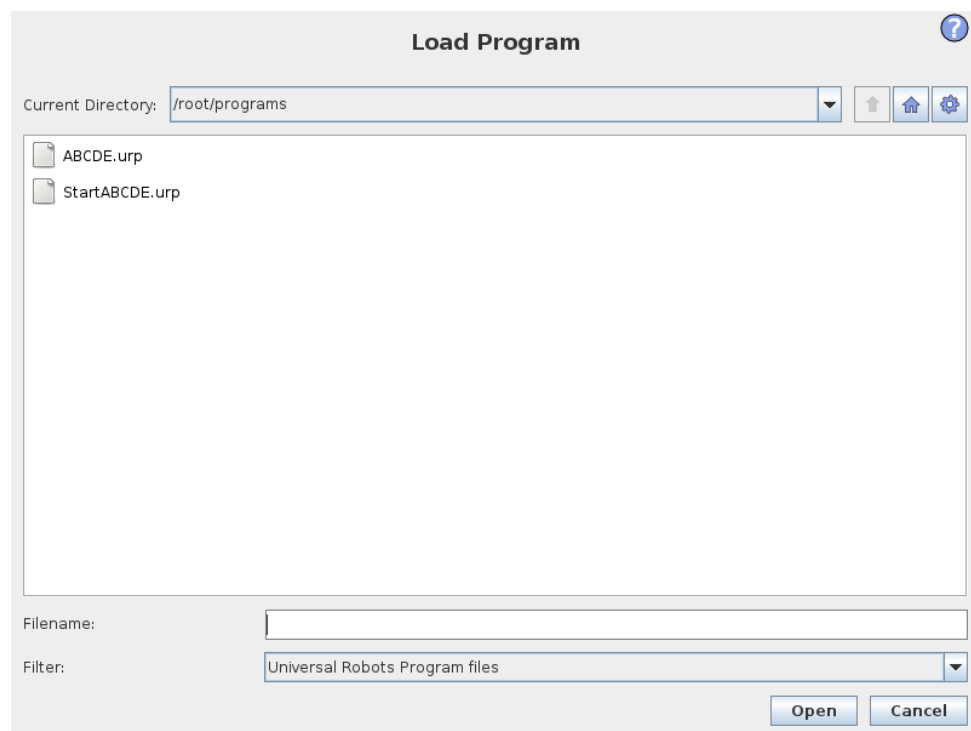 Load Program
?
Current Directory: /root/programs
ABCDE.urp
StartABCDE.urp
Filename:
Filter: Universal Robots Program files
Open Cancel